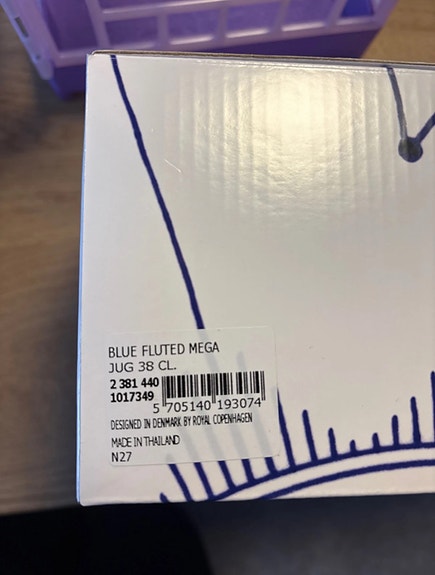 BLUE FLUTED MEGA
JUG 38 CL.
2 381 440
1017349
5 705140 193074
DESIGNED IN DENMARK BY ROYAL COPENHAGEN
MADE IN THAILAND
N27